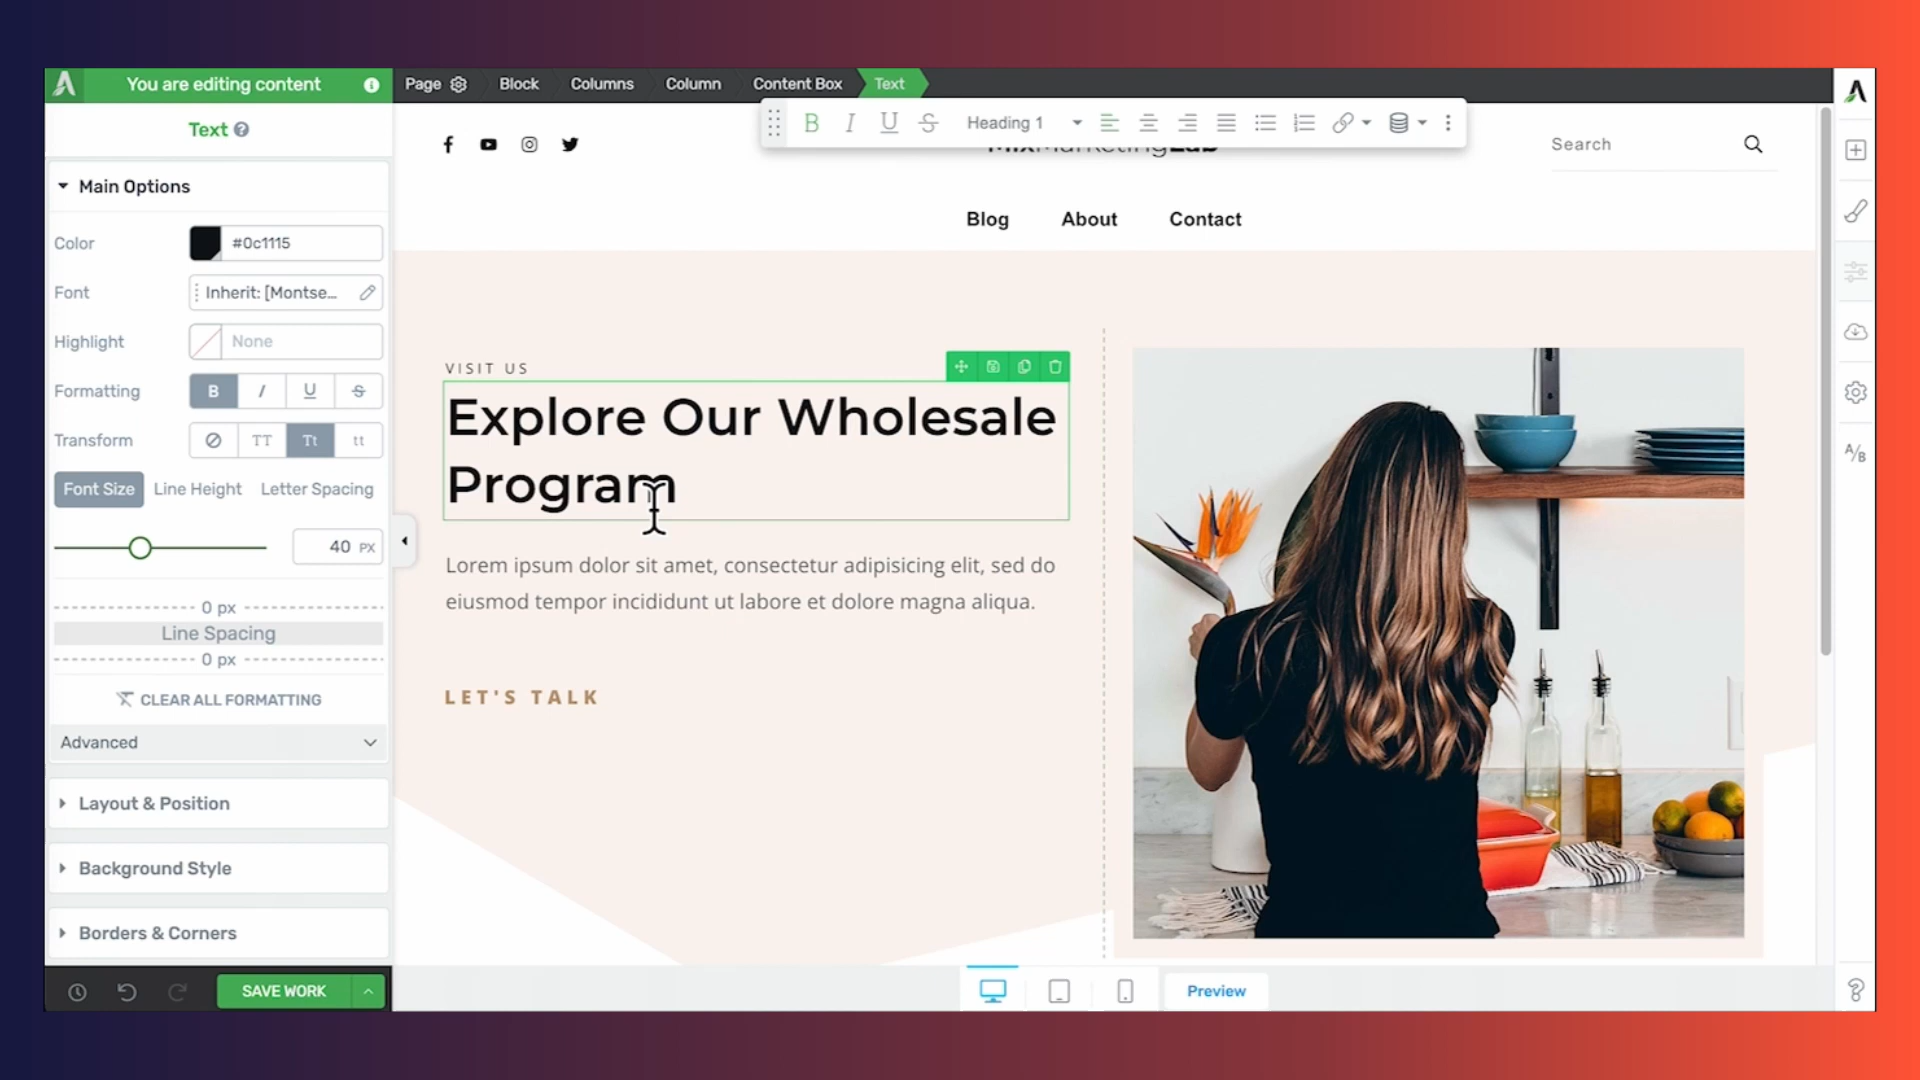 You are editing content
Page
Block
Columns
Column
Content Box
Text
Text
B I U S Heading 1
MixMarketingLab
Search
Blog
About
Contact
Main Options
Color
#0c1115
Font
Inherit: [Montse...
Highlight
None
Formatting
B I U S
Transform
TT Tt tt
Font Size
Line Height
Letter Spacing
40 PX
0 px
Line Spacing
0 px
CLEAR ALL FORMATTING
Advanced
Layout & Position
Background Style
Borders & Corners
SAVE WORK
VISIT US
Explore Our Wholesale
Program
Lorem ipsum dolor sit amet, consectetur adipisicing elit, sed do
eiusmod tempor incididunt ut labore et dolore magna aliqua.
LET'S TALK
Preview
A/B